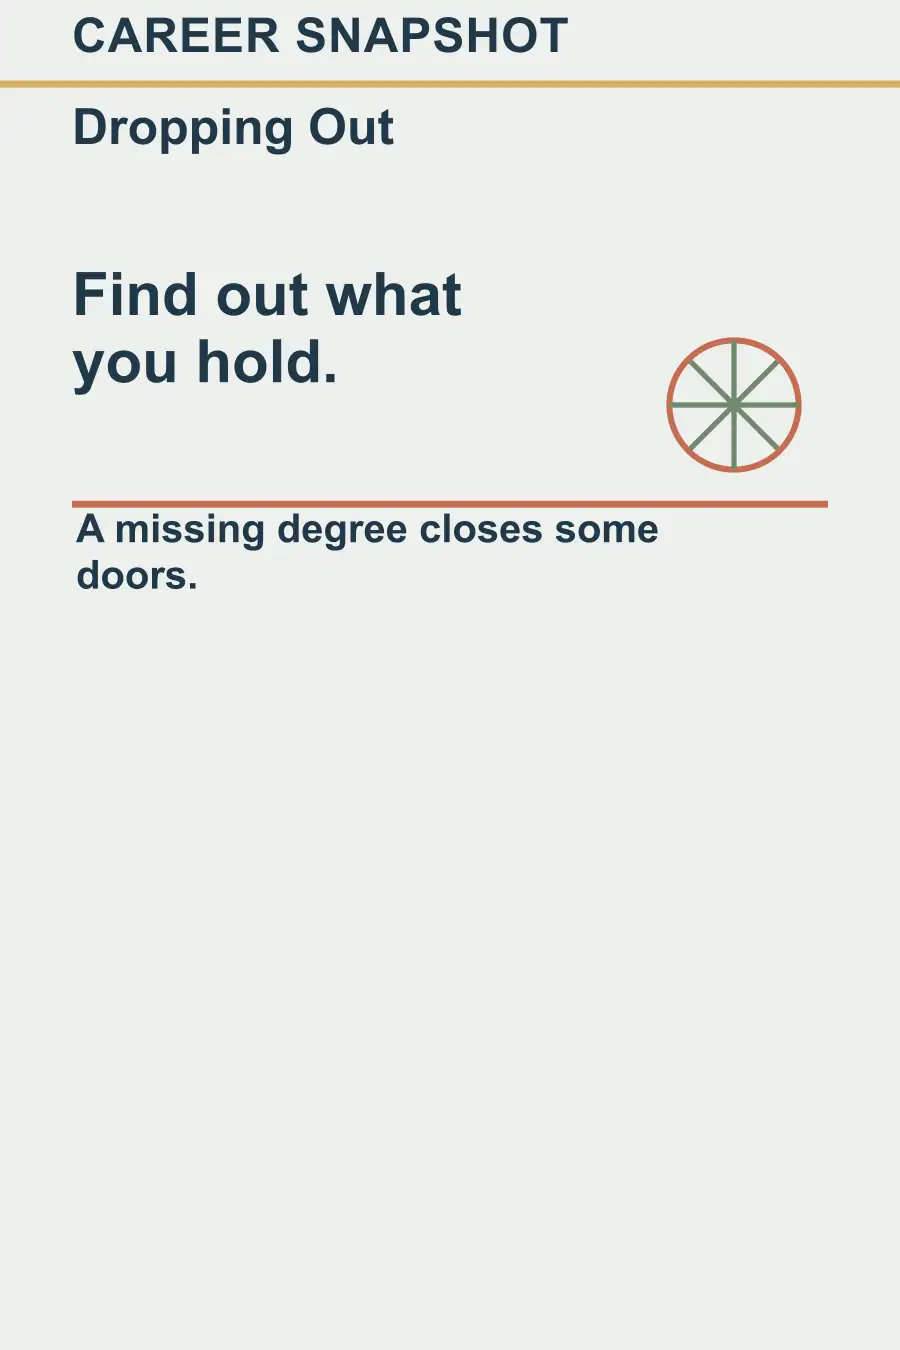 CAREER SNAPSHOT
Dropping Out
Find out what
you hold.
A missing degree closes some
doors.